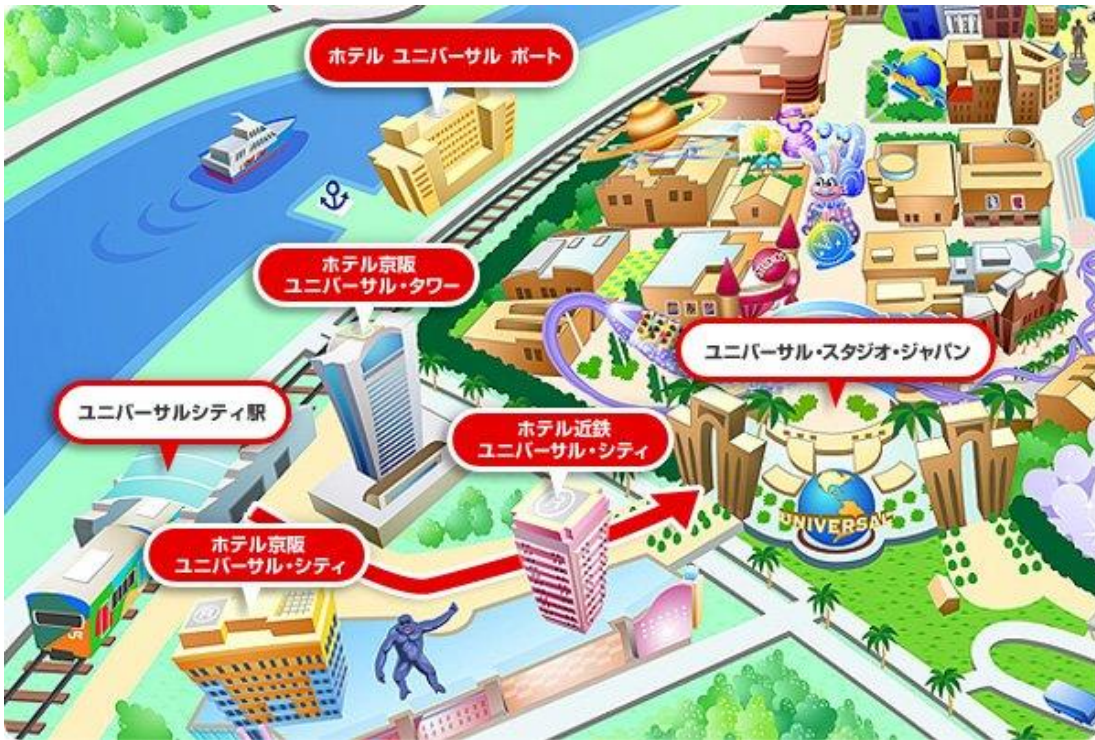 ホテル ユニバーサル ポート
ホテル京阪
ユニバーサル・タワー
STUDIOS
ユニバーサル・スタジオ・ジャパン
ユニバーサルシティ駅
ホテル近鉄
ユニバーサル・シティ
UNIVERSAL
ホテル京阪
ユニバーサル・シティ
JR
H
H